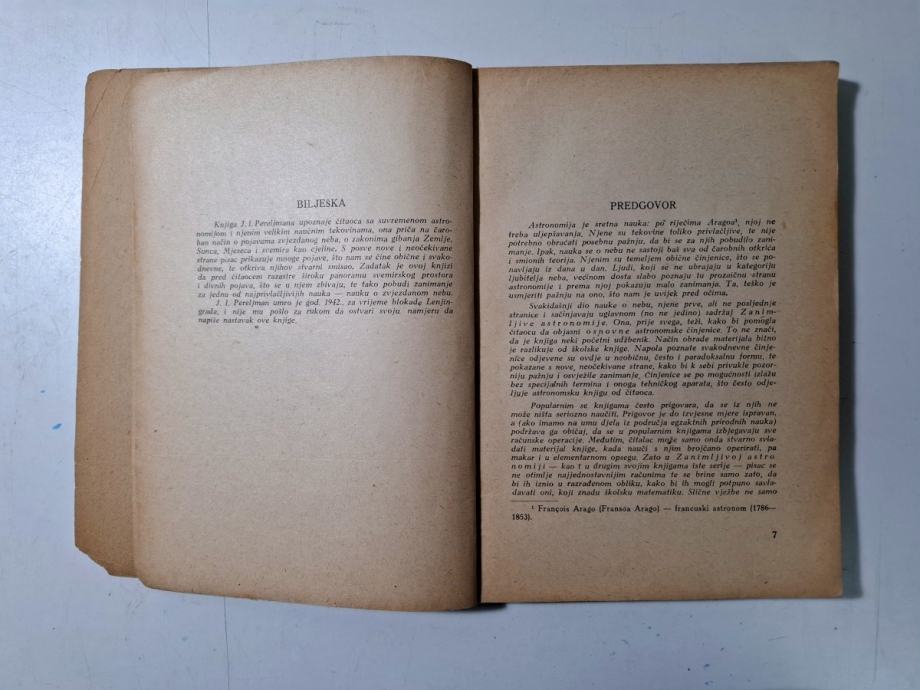 BILJEŠKA
Knjiga J. I. Pereljmana upoznaje čitaoca sa suvremenom astro-
nomijom i njenim velikim naučnim tekovinama, ona priča na čaro-
ban način o pojavama zvjezdanog neba, o zakonima gibanja Zemlje,
Sunca, Mjeseca i svemira kao cjeline. S posve nove i neočekivane
strane pisac prikazuje mnoge pojave, što nam se čine obične i svako-
dnevne, te otkriva njihov stvarni smisao. Zadatak je ovoj knjizi
da pred čitaocem razastre široku panoramu svemirskog prostora
i divnih pojava, što se u njem zbivaju, te tako pobudi zanimanje
za jednu od najprivlačljivijih nauka — nauku o zvjezdanom nebu.
J. I. Pereljman umro je god. 1942., za vrijeme blokade Lenjin-
grada, i nije mu pošlo za rukom da ostvari svoju namjeru da
napiše nastavak ove knjige.
PREDGOVOR
Astronomija je sretna nauka: po riječima Aragoa¹, njoj ne
treba uljepšavanja. Njene su tekovine toliko privlačljive, te nije
potrebno obraćati posebnu pažnju, da bi se za njih pobudilo zani-
manje. Ipak, nauka se o nebu ne sastoji baš sva od čarobnih otkrića
i smionih teorija. Njenim su temeljem obične činjenice, što se po-
navljaju iz dana u dan. Ljudi, koji se ne ubrajaju u kategoriju
ljubitelja neba, većinom dosta slabo poznaju tu prozaičnu stranu
astronomije i prema njoj pokazuju malo zanimanja. Ta, teško je
usmjeriti pažnju na ono, što nam je uvijek pred očima.
Svakidašnji dio nauke o nebu, njene prve, ali ne posljednje
stranice i sačinjavaju uglavnom (no ne jedino) sadržaj Zanim-
ljive astronomije. Ona, prije svega, teži, kako bi pomogla
čitaocu da objasni osnovne astronomske činjenice. To ne znači,
da je knjiga neki početni udžbenik. Način obrade materijala bitno
je razlikuje od školske knjige. Napola poznate svakodnevne činje-
nice odjevene su ovdje u neobičnu, često i paradoksalnu formu, te
pokazane s nove, neočekivane strane, kako bi k sebi privukle pozor-
niju pažnju i osvježile zanimanje. Činjenice se po mogućnosti izlažu
bez specijalnih termina i onoga tehničkog aparata, što često odje-
ljuje astronomsku knjigu od čitaoca.
Popularnim se knjigama često prigovara, da se iz njih ne
može ništa seriozno naučiti. Prigovor je do izvjesne mjere ispravan,
a (ako imamo na umu djela iz područja egzaktnih prirodnih nauka)
podržava ga običaj, da se u popularnim knjigama izbjegavaju sve
računske operacije. Međutim, čitalac može samo onda stvarno svla-
dati materijal knjige, kada nauči s njim brojčano operirati, pa
makar i u elementarnom opsegu. Zato u Zanimljivoj astro
nomiji — kao i u drugim svojim knjigama iste serije — pisac se
ne otimlje najjednostavnijim računima te se brine samo zato, da
bi ih iznio u razrađenom obliku, kako bi ih mogli potpuno savla-
davati oni, koji znadu školsku matematiku. Slične vježbe ne samo
¹ François Arago (Fransoa Arago) — francuski astronom (1786—
1853).
7